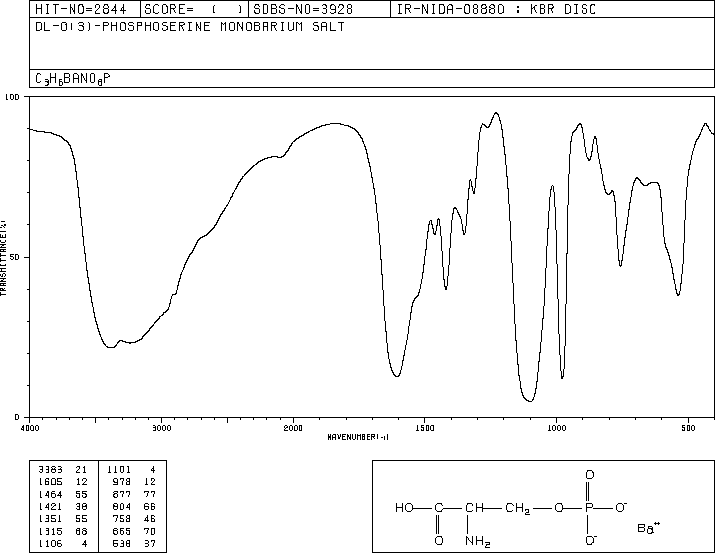 HIT-NO=2844 SCORE= ( ) SDBS-NO=3928 IR-NIDA-08880 : KBR DISC
DL-O(3)-PHOSPHOSERINE MONOBARIUM SALT
C3H6BANO6P
100
50
0
TRANSMITTANCE(%)
4000 3000 2000 1500 1000 500
WAVENUMBER(-1)
3383 21 1101 4
1605 12 978 12
1464 55 877 77
1421 38 804 66
1351 55 758 46
1315 66 665 70
1106 4 538 37
O
HO C CH CH2 O P O-
O NH2 O-
Ba++